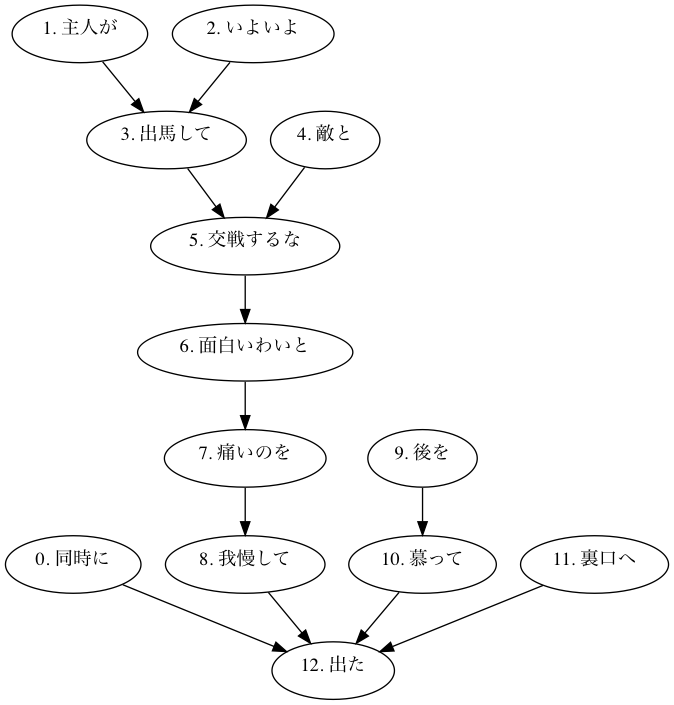 1. 主人が
2. いよいよ
3. 出馬して
4. 敵と
5. 交戦するな
6. 面白いわいと
7. 痛いのを
9. 後を
0. 同時に
8. 我慢して
10. 慕って
11. 裏口へ
12. 出た